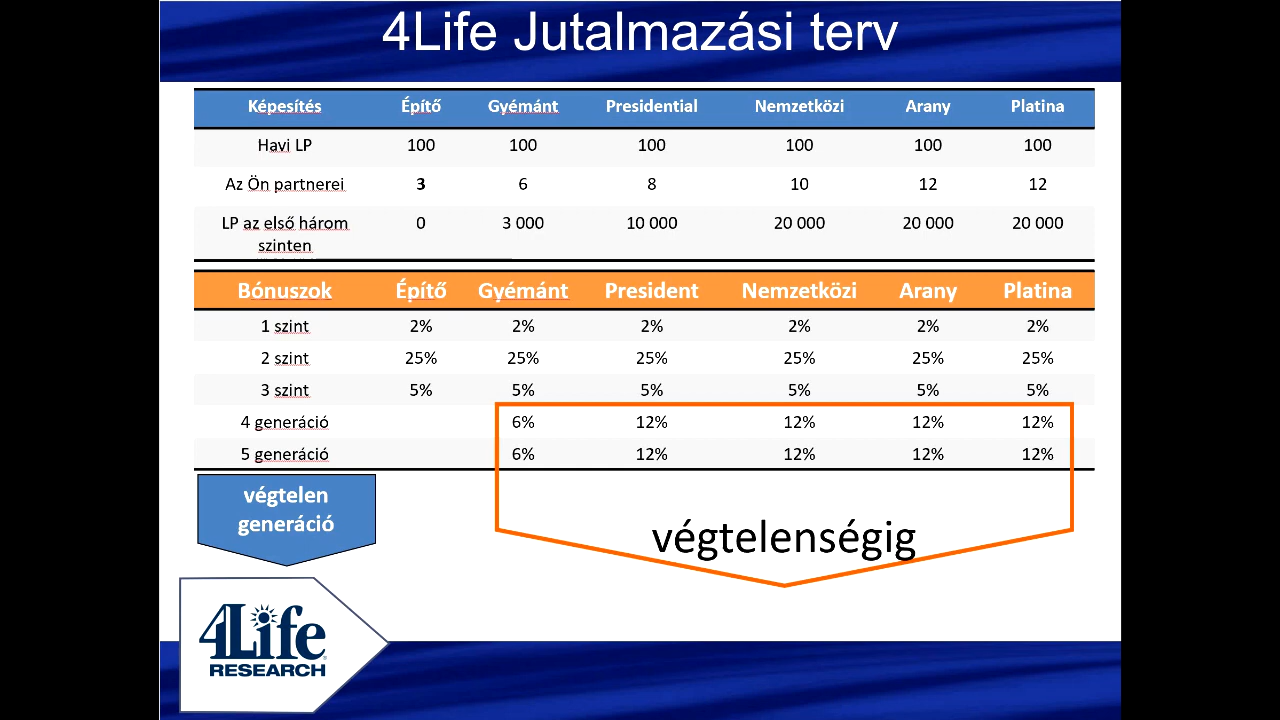 4Life Jutalmazási terv
Képesítés Építő Gyémánt Presidential Nemzetközi Arany Platina
Havi LP 100 100 100 100 100 100
Az Ön partnerei 3 6 8 10 12 12
LP az első három szinten 0 3 000 10 000 20 000 20 000 20 000
Bónuszok Építő Gyémánt President Nemzetközi Arany Platina
1 szint 2% 2% 2% 2% 2% 2%
2 szint 25% 25% 25% 25% 25% 25%
3 szint 5% 5% 5% 5% 5% 5%
4 generáció 6% 12% 12% 12% 12%
5 generáció 6% 12% 12% 12% 12%
végtelen
generáció
végtelenségig
4Life
RESEARCH